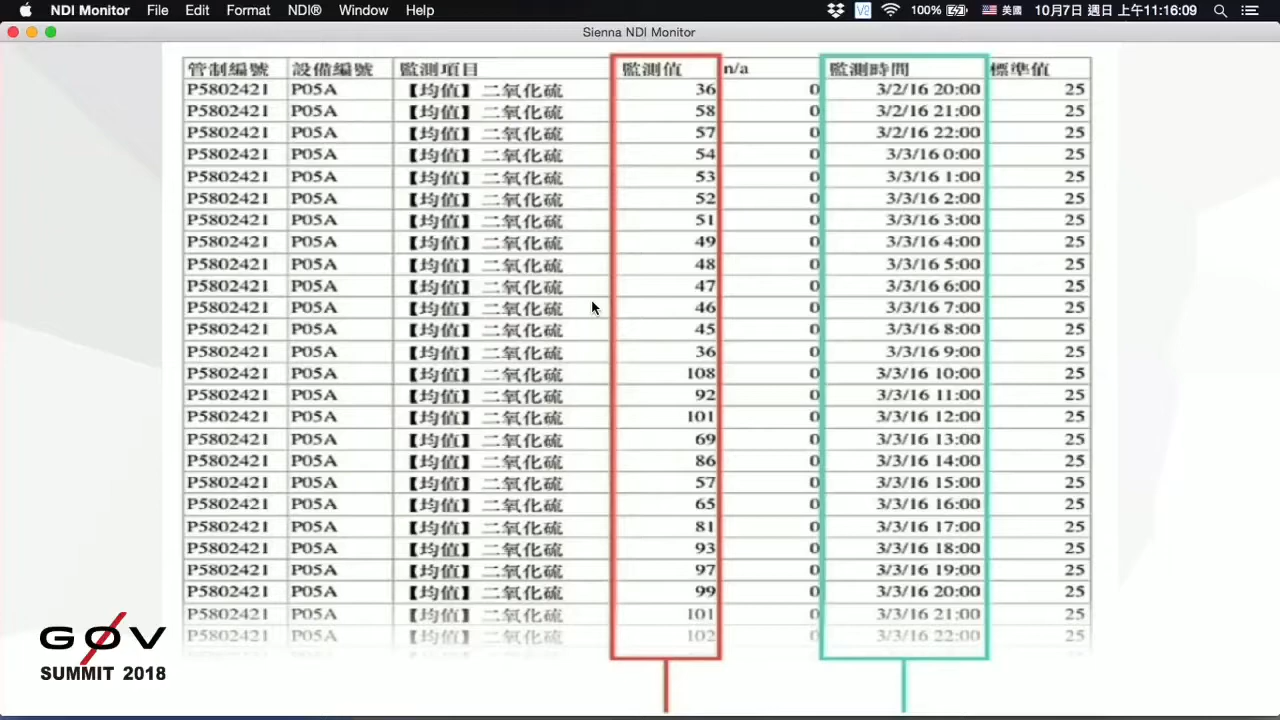 NDI Monitor File Edit Format NDI® Window Help V2 100% 美國 10月7日 週日 上午11:16:09
Sienna NDI Monitor
管制編號 設備編號 監測項目 監測值 n/a 監測時間 標準值
P5802421 P05A 【均值】二氧化硫 36 0 3/2/16 20:00 25
P5802421 P05A 【均值】二氧化硫 58 0 3/2/16 21:00 25
P5802421 P05A 【均值】二氧化硫 57 0 3/2/16 22:00 25
P5802421 P05A 【均值】二氧化硫 54 0 3/3/16 0:00 25
P5802421 P05A 【均值】二氧化硫 53 0 3/3/16 1:00 25
P5802421 P05A 【均值】二氧化硫 52 0 3/3/16 2:00 25
P5802421 P05A 【均值】二氧化硫 51 0 3/3/16 3:00 25
P5802421 P05A 【均值】二氧化硫 49 0 3/3/16 4:00 25
P5802421 P05A 【均值】二氧化硫 48 0 3/3/16 5:00 25
P5802421 P05A 【均值】二氧化硫 47 0 3/3/16 6:00 25
P5802421 P05A 【均值】二氧化硫 46 0 3/3/16 7:00 25
P5802421 P05A 【均值】二氧化硫 45 0 3/3/16 8:00 25
P5802421 P05A 【均值】二氧化硫 36 0 3/3/16 9:00 25
P5802421 P05A 【均值】二氧化硫 108 0 3/3/16 10:00 25
P5802421 P05A 【均值】二氧化硫 92 0 3/3/16 11:00 25
P5802421 P05A 【均值】二氧化硫 101 0 3/3/16 12:00 25
P5802421 P05A 【均值】二氧化硫 69 0 3/3/16 13:00 25
P5802421 P05A 【均值】二氧化硫 86 0 3/3/16 14:00 25
P5802421 P05A 【均值】二氧化硫 57 0 3/3/16 15:00 25
P5802421 P05A 【均值】二氧化硫 65 0 3/3/16 16:00 25
P5802421 P05A 【均值】二氧化硫 81 0 3/3/16 17:00 25
P5802421 P05A 【均值】二氧化硫 93 0 3/3/16 18:00 25
P5802421 P05A 【均值】二氧化硫 97 0 3/3/16 19:00 25
P5802421 P05A 【均值】二氧化硫 99 0 3/3/16 20:00 25
P5802421 P05A 【均值】二氧化硫 101 0 3/3/16 21:00 25
P5802421 P05A 【均值】二氧化硫 102 0 3/3/16 22:00 25
G0V
SUMMIT 2018